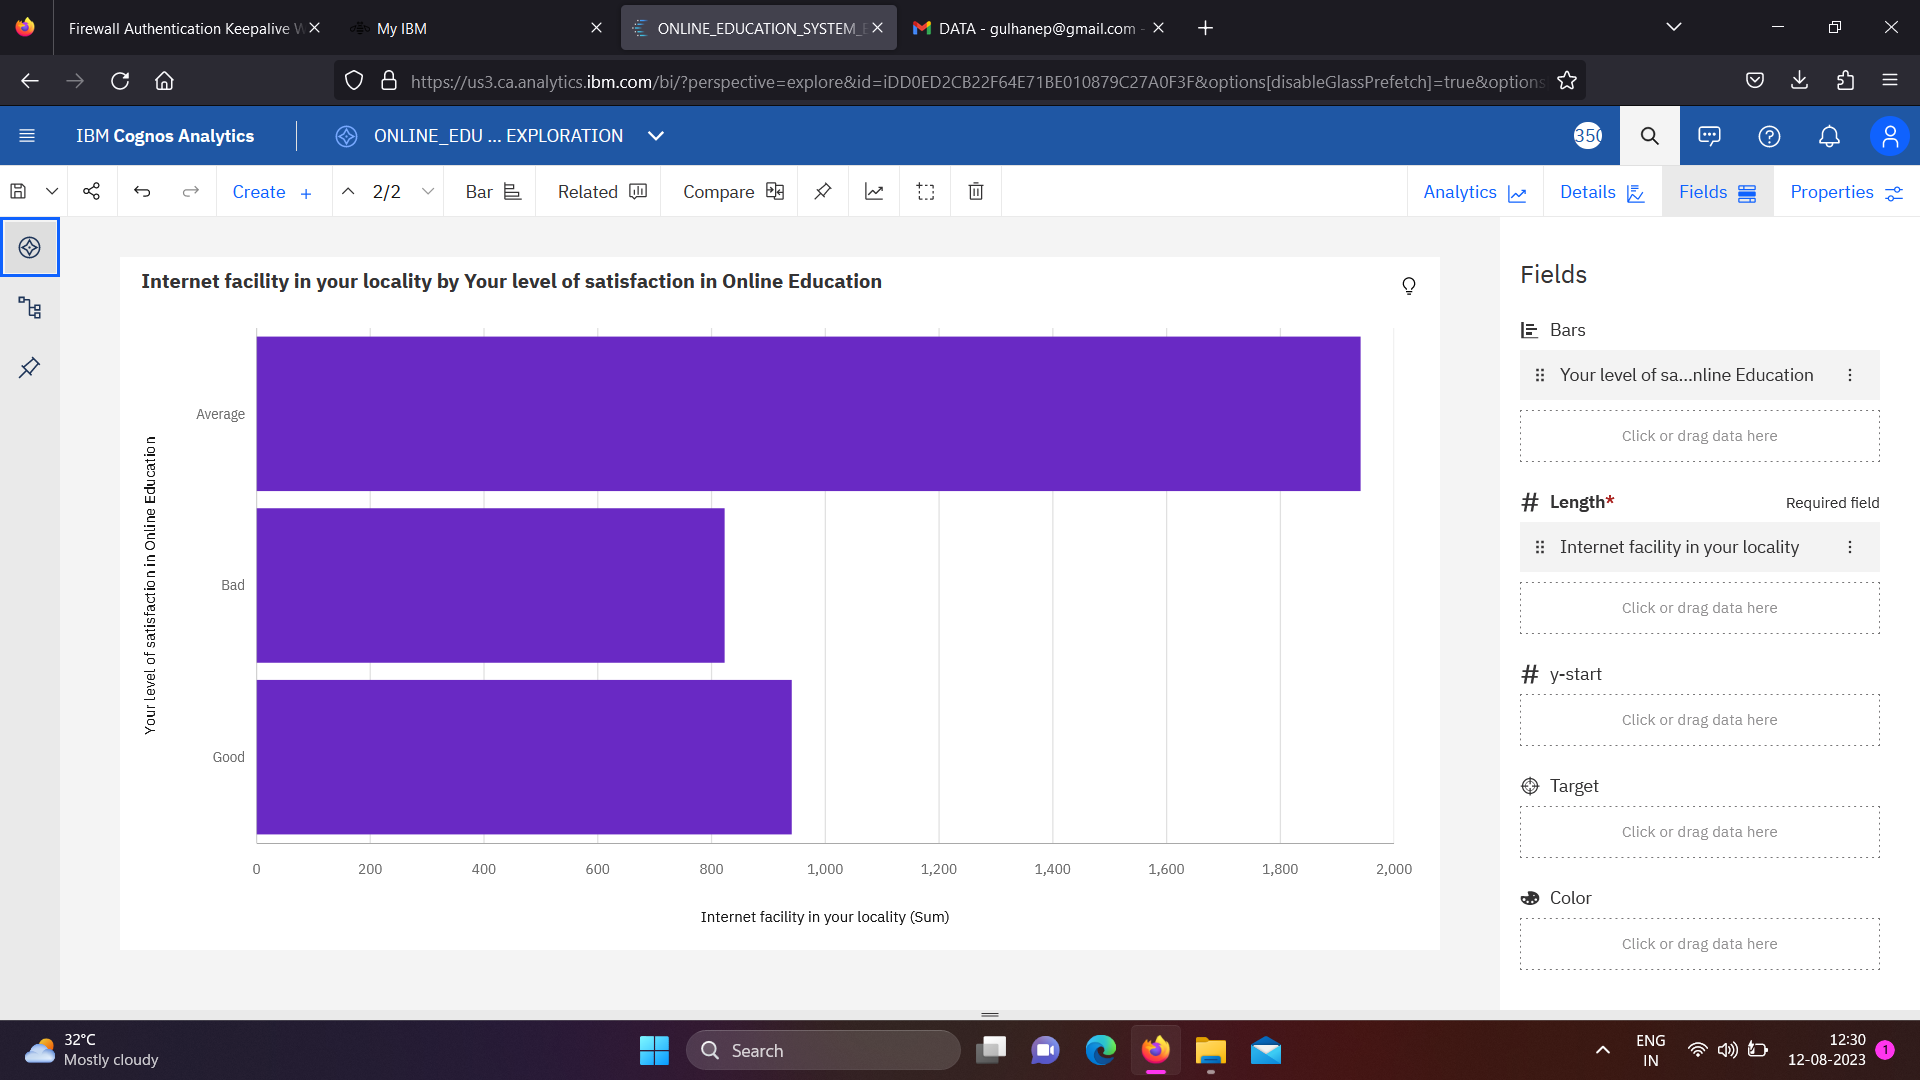 Firewall Authentication Keepalive W
My IBM
ONLINE_EDUCATION_SYSTEM_E
DATA - gulhanep@gmail.com -
https://us3.ca.analytics.ibm.com/bi/?perspective=explore&id=iDD0ED2CB22F64E71BE010879C27A0F3F&options[disableGlassPrefetch]=true&options
IBM Cognos Analytics
ONLINE_EDU ... EXPLORATION
350
Create +
2/2
Bar
Related
Compare
Analytics
Details
Fields
Properties
Internet facility in your locality by Your level of satisfaction in Online Education
Your level of satisfaction in Online Education
Average
Bad
Good
0 200 400 600 800 1,000 1,200 1,400 1,600 1,800 2,000
Internet facility in your locality (Sum)
Fields
Bars
Your level of sa...nline Education
Click or drag data here
# Length* Required field
Internet facility in your locality
Click or drag data here
# y-start
Click or drag data here
Target
Click or drag data here
Color
Click or drag data here
32°C
Mostly cloudy
Search
ENG
IN
12:30
12-08-2023
1